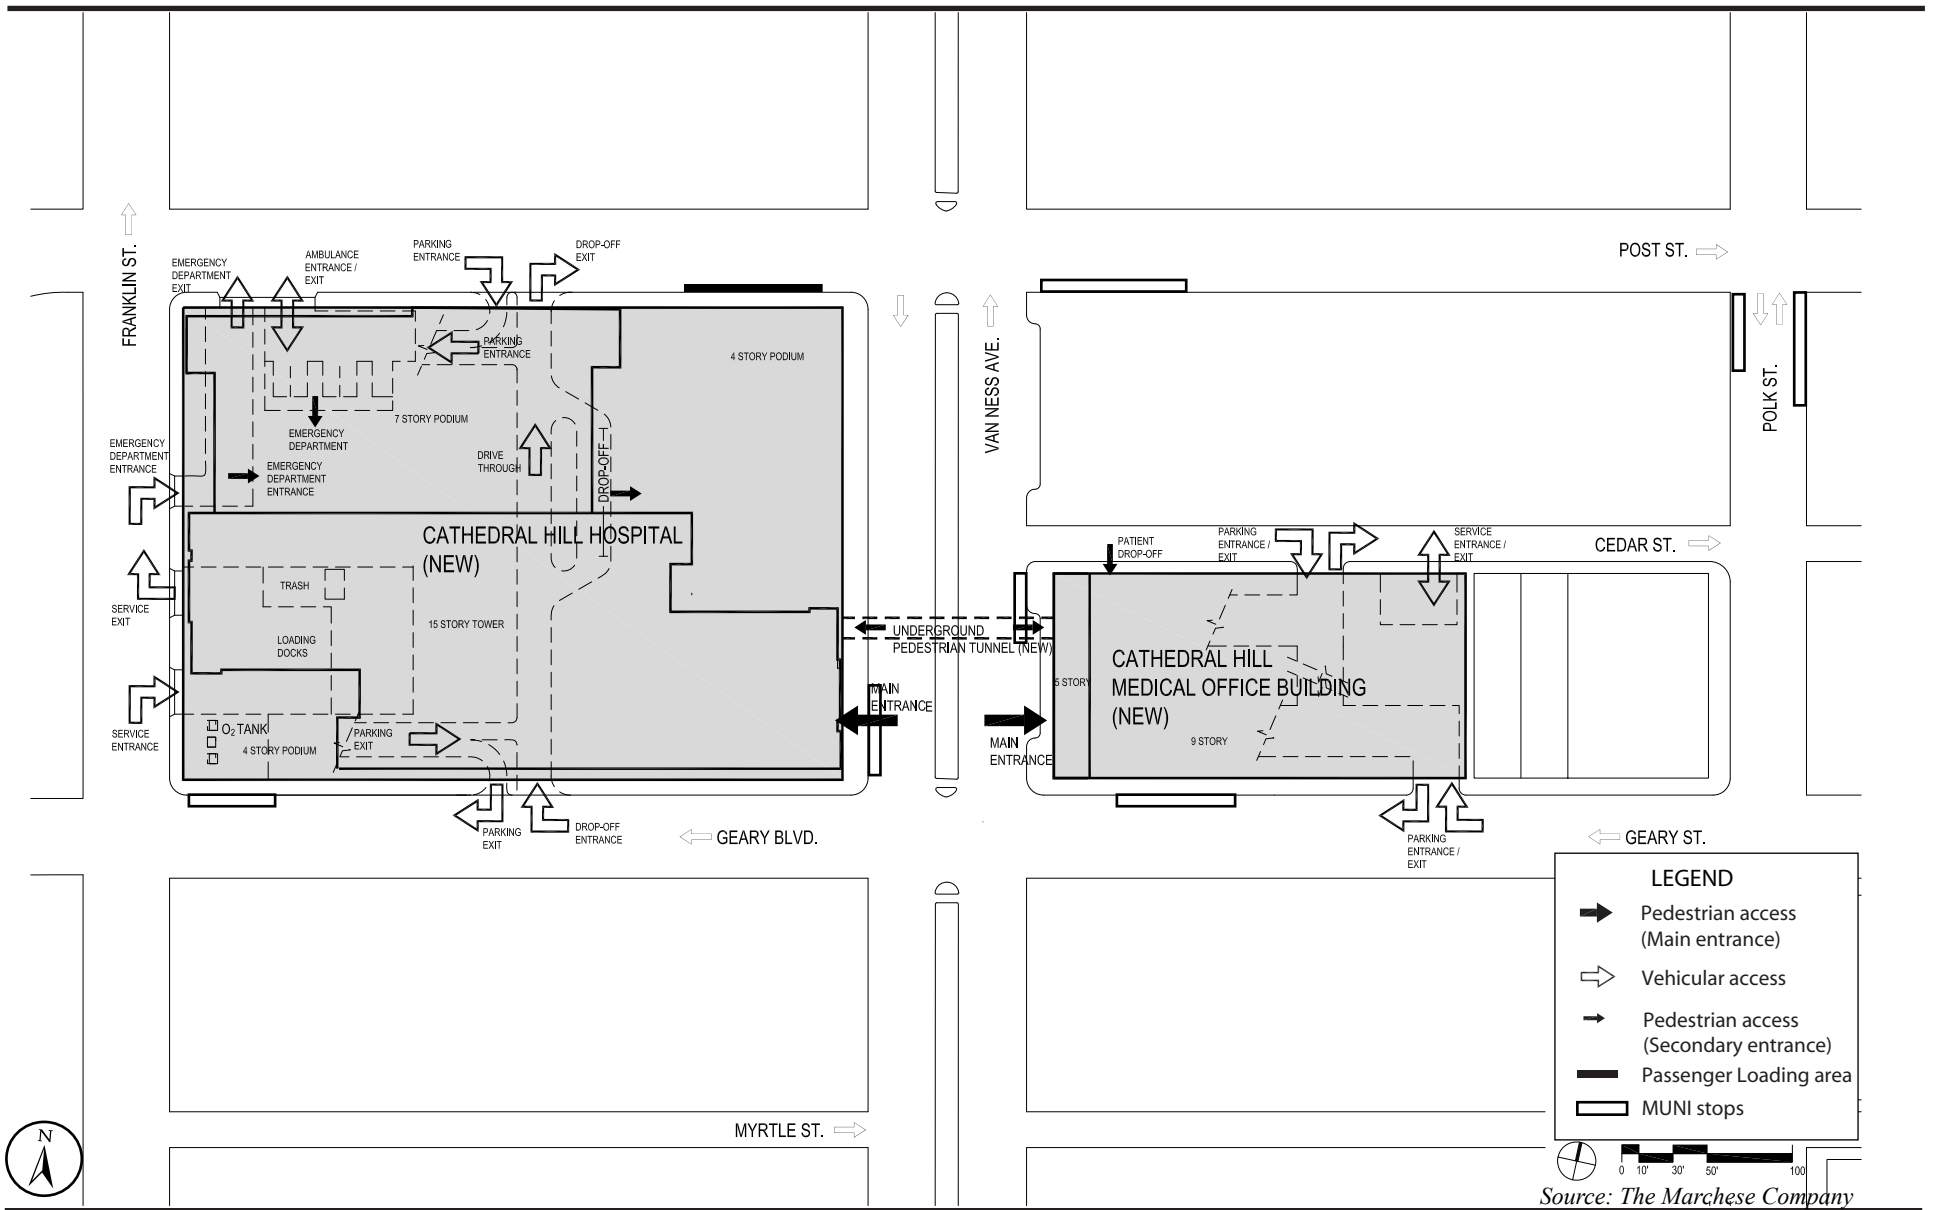 FRANKLIN ST.
EMERGENCY
DEPARTMENT
EXIT
AMBULANCE
ENTRANCE /
EXIT
PARKING
ENTRANCE
DROP-OFF
EXIT
POST ST.
PARKING
ENTRANCE
4 STORY PODIUM
VAN NESS AVE.
POLK ST.
7 STORY PODIUM
EMERGENCY
DEPARTMENT
EMERGENCY
DEPARTMENT
ENTRANCE
EMERGENCY
DEPARTMENT
ENTRANCE
DRIVE
THROUGH
DROP-OFF
CATHEDRAL HILL HOSPITAL
(NEW)
PATIENT
DROP-OFF
PARKING
ENTRANCE /
EXIT
SERVICE
ENTRANCE /
EXIT
CEDAR ST.
TRASH
SERVICE
EXIT
15 STORY TOWER
LOADING
DOCKS
UNDERGROUND
PEDESTRIAN TUNNEL (NEW)
CATHEDRAL HILL
MEDICAL OFFICE BUILDING
(NEW)
5 STORY
MAIN
ENTRANCE
SERVICE
ENTRANCE
O2 TANK
4 STORY PODIUM
PARKING
EXIT
MAIN
ENTRANCE
9 STORY
PARKING
EXIT
DROP-OFF
ENTRANCE
GEARY BLVD.
PARKING
ENTRANCE /
EXIT
GEARY ST.
LEGEND
Pedestrian access
(Main entrance)
Vehicular access
Pedestrian access
(Secondary entrance)
Passenger Loading area
MUNI stops
MYRTLE ST.
N
0 10' 30' 50' 100'
Source: The Marchese Company